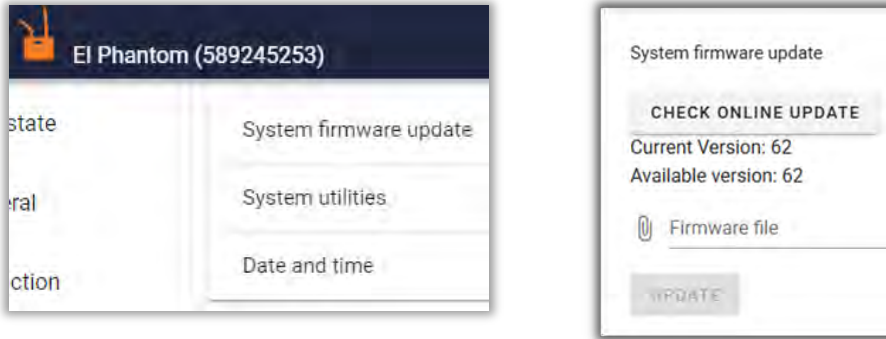 El Phantom (589245253)
state
System firmware update
System utilities
eral
Date and time
ction
System firmware update
CHECK ONLINE UPDATE
Current Version: 62
Available version: 62
Firmware file
UPDATE